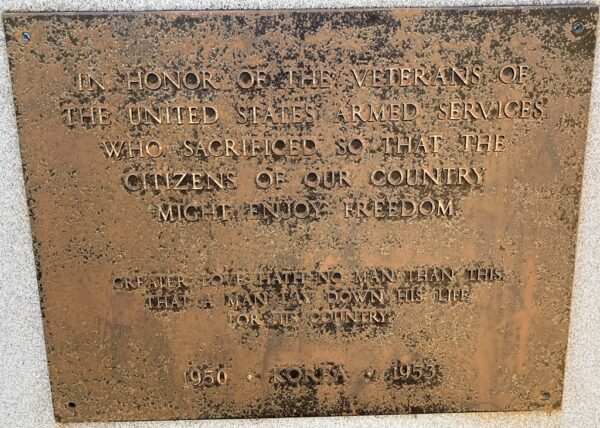 IN HONOR OF THE VETERANS OF
THE UNITED STATES ARMED SERVICES
WHO SACRIFICED SO THAT THE
CITIZENS OF OUR COUNTRY
MIGHT ENJOY FREEDOM.
GREATER LOVE HATH NO MAN THAN THIS
THAT A MAN LAY DOWN HIS LIFE
FOR HIS COUNTRY
1950 • KOREA • 1953